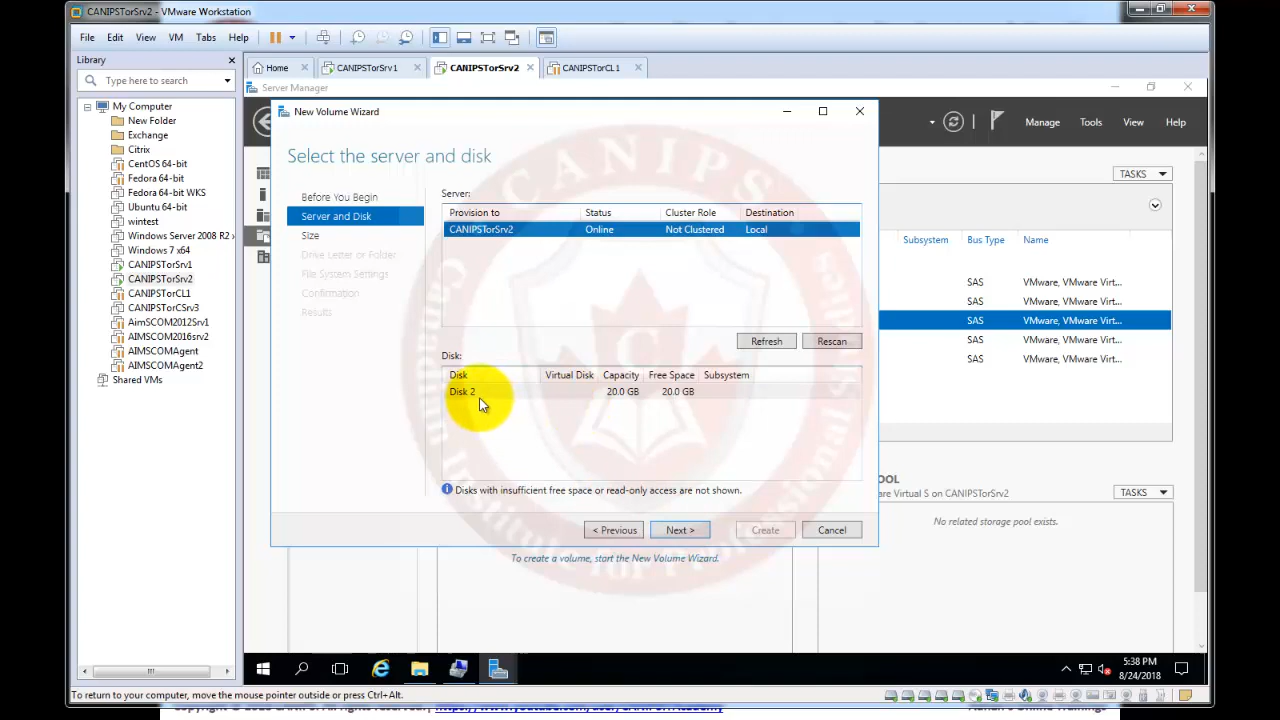 CANIPSTorSrv2 - VMware Workstation
File Edit View VM Tabs Help
Library
Type here to search
My Computer
New Folder
Exchange
Citrix
CentOS 64-bit
Fedora 64-bit
Fedora 64-bit WKS
Ubuntu 64-bit
wintest
Windows Server 2008 R2 x
Windows 7 x64
CANIPSTorSrv1
CANIPSTorSrv2
CANIPSTorCL1
CANIPSTorCSrv3
AimSCOM2012Srv1
AimSCOM2016srv2
AIMSCOMAgent
AIMSCOMAgent2
Shared VMs
Home CANIPSTorSrv1 CANIPSTorSrv2 CANIPSTorCL1
Server Manager
Manage Tools View Help
New Volume Wizard
Select the server and disk
Before You Begin
Server and Disk
Size
Drive Letter or Folder
File System Settings
Confirmation
Results
Server:
Provision to Status Cluster Role Destination
CANIPSTorSrv2 Online Not Clustered Local
Refresh Rescan
Disk:
Disk Virtual Disk Capacity Free Space Subsystem
Disk 2 20.0 GB 20.0 GB
Disks with insufficient free space or read-only access are not shown.
< Previous Next > Create Cancel
To create a volume, start the New Volume Wizard.
TASKS
Subsystem Bus Type Name
SAS VMware, VMware Virt...
SAS VMware, VMware Virt...
SAS VMware, VMware Virt...
SAS VMware, VMware Virt...
SAS VMware, VMware Virt...
OOL
are Virtual S on CANIPSTorSrv2
TASKS
No related storage pool exists.
CANIPS
5:38 PM
8/24/2018
To return to your computer, move the mouse pointer outside or press Ctrl+Alt.